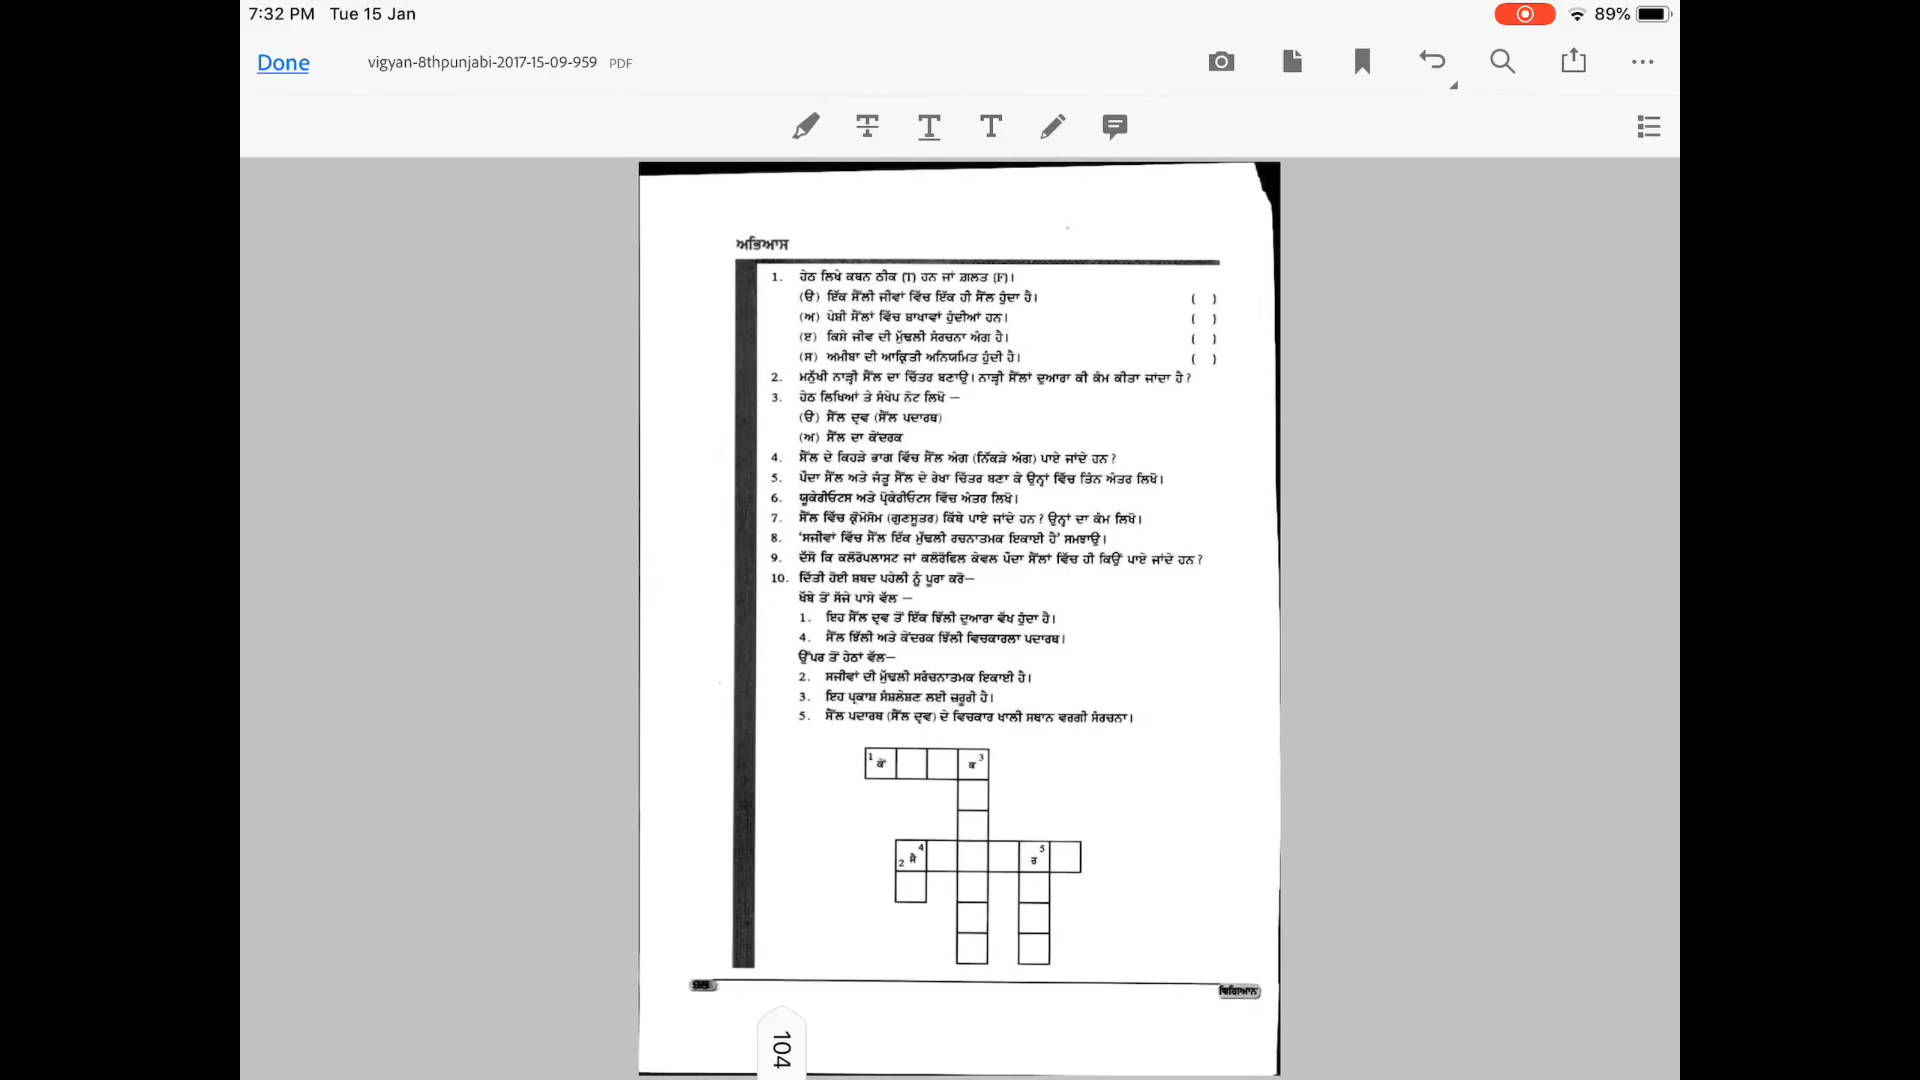 7:32 PM Tue 15 Jan
89%
Done
vigyan-8thpunjabi-2017-15-09-959 PDF
ਅਭਿਆਸ
1. ਹੇਠ ਲਿਖੇ ਕਥਨ ਠੀਕ (T) ਹਨ ਜਾਂ ਗ਼ਲਤ (F)।
(ੳ) ਇੱਕ ਸੈੱਲੀ ਜੀਵਾਂ ਵਿੱਚ ਇੱਕ ਹੀ ਸੈੱਲ ਹੁੰਦਾ ਹੈ। ( )
(ਅ) ਪੇਸ਼ੀ ਸੈੱਲਾਂ ਵਿੱਚ ਸ਼ਾਖਾਵਾਂ ਹੁੰਦੀਆਂ ਹਨ। ( )
(ੲ) ਕਿਸੇ ਜੀਵ ਦੀ ਮੁੱਢਲੀ ਸੰਰਚਨਾ ਅੰਗ ਹੈ। ( )
(ਸ) ਅਮੀਬਾ ਦੀ ਆਕ੍ਰਿਤੀ ਅਨਿਯਮਿਤ ਹੁੰਦੀ ਹੈ। ( )
2. ਮਨੁੱਖੀ ਨਾੜੀ ਸੈੱਲ ਦਾ ਚਿੱਤਰ ਬਣਾਉ। ਨਾੜੀ ਸੈੱਲਾਂ ਦੁਆਰਾ ਕੀ ਕੰਮ ਕੀਤਾ ਜਾਂਦਾ ਹੈ?
3. ਹੇਠ ਲਿਖਿਆਂ ਤੇ ਸੰਖੇਪ ਨੋਟ ਲਿਖੋ –
(ੳ) ਸੈੱਲ ਦ੍ਰਵ (ਸੈੱਲ ਪਦਾਰਥ)
(ਅ) ਸੈੱਲ ਦਾ ਕੇਂਦਰਕ
4. ਸੈੱਲ ਦੇ ਕਿਹੜੇ ਭਾਗ ਵਿੱਚ ਸੈੱਲ ਅੰਗ (ਨਿੱਕੜੇ ਅੰਗ) ਪਾਏ ਜਾਂਦੇ ਹਨ?
5. ਪੌਦਾ ਸੈੱਲ ਅਤੇ ਜੰਤੂ ਸੈੱਲ ਦੇ ਰੇਖਾ ਚਿੱਤਰ ਬਣਾ ਕੇ ਉਨ੍ਹਾਂ ਵਿੱਚ ਤਿੰਨ ਅੰਤਰ ਲਿਖੋ।
6. ਯੂਕੇਰੀਓਟਸ ਅਤੇ ਪ੍ਰੋਕੇਰੀਓਟਸ ਵਿੱਚ ਅੰਤਰ ਲਿਖੋ।
7. ਸੈੱਲ ਵਿੱਚ ਕ੍ਰੋਮੋਸੋਮ (ਗੁਣਸੂਤਰ) ਕਿੱਥੇ ਪਾਏ ਜਾਂਦੇ ਹਨ? ਉਨ੍ਹਾਂ ਦਾ ਕੰਮ ਲਿਖੋ।
8. 'ਸਜੀਵਾਂ ਵਿੱਚ ਸੈੱਲ ਇੱਕ ਮੁੱਢਲੀ ਰਚਨਾਤਮਕ ਇਕਾਈ ਹੈ' ਸਮਝਾਉ।
9. ਦੱਸੋ ਕਿ ਕਲੋਰੋਪਲਾਸਟ ਜਾਂ ਕਲੋਰੋਫਿਲ ਕੇਵਲ ਪੌਦਾ ਸੈੱਲਾਂ ਵਿੱਚ ਹੀ ਕਿਉਂ ਪਾਏ ਜਾਂਦੇ ਹਨ?
10. ਦਿੱਤੀ ਹੋਈ ਸ਼ਬਦ ਪਹੇਲੀ ਨੂੰ ਪੂਰਾ ਕਰੋ–
ਖੱਬੇ ਤੋਂ ਸੱਜੇ ਪਾਸੇ ਵੱਲ –
1. ਇਹ ਸੈੱਲ ਦ੍ਰਵ ਤੋਂ ਇੱਕ ਝਿੱਲੀ ਦੁਆਰਾ ਵੱਖ ਹੁੰਦਾ ਹੈ।
4. ਸੈੱਲ ਝਿੱਲੀ ਅਤੇ ਕੇਂਦਰਕ ਝਿੱਲੀ ਵਿਚਕਾਰਲਾ ਪਦਾਰਥ।
ਉੱਪਰ ਤੋਂ ਹੇਠਾਂ ਵੱਲ–
2. ਸਜੀਵਾਂ ਦੀ ਮੁੱਢਲੀ ਸਰੰਚਨਾਤਮਕ ਇਕਾਈ ਹੈ।
3. ਇਹ ਪ੍ਰਕਾਸ਼ ਸੰਸ਼ਲੇਸ਼ਣ ਲਈ ਜ਼ਰੂਰੀ ਹੈ।
5. ਸੈੱਲ ਪਦਾਰਥ (ਸੈੱਲ ਦ੍ਰਵ) ਦੇ ਵਿਚਕਾਰ ਖਾਲੀ ਸਥਾਨ ਵਰਗੀ ਸੰਰਚਨਾ।
1 ਕੇਂ ਕ 3
2 ਸੈ 4 ਰ 5
98
ਵਿਗਿਆਨ
104